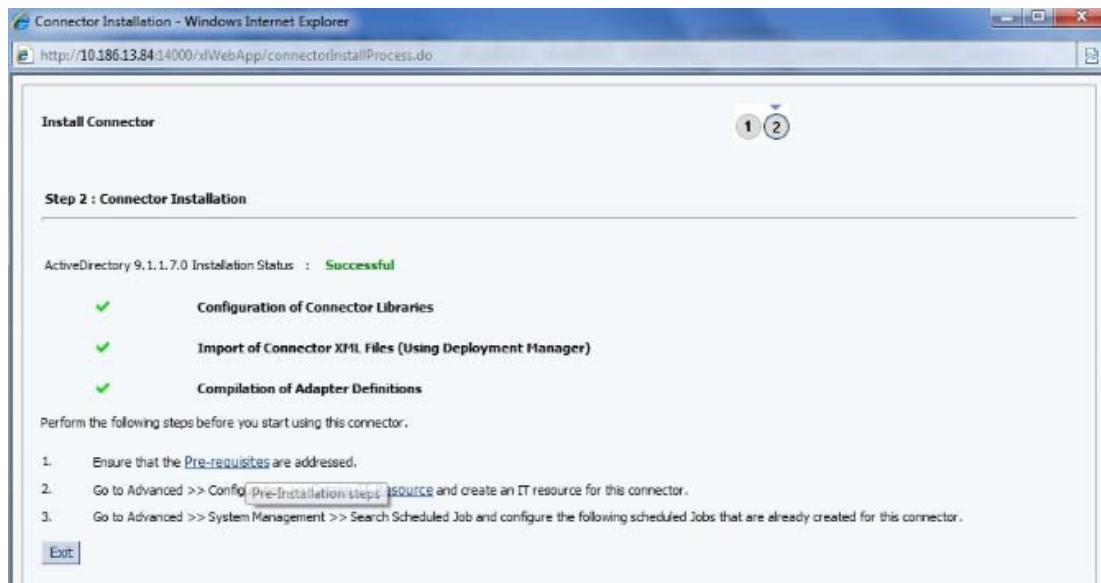 Connector Installation - Windows Internet Explorer
http://10.186.13.84:14000/xlWebApp/connectorInstallProcess.do
Install Connector
1 2
Step 2 : Connector Installation
ActiveDirectory 9.1.1.7.0 Installation Status : Successful
Configuration of Connector Libraries
Import of Connector XML Files (Using Deployment Manager)
Compilation of Adapter Definitions
Perform the following steps before you start using this connector.
1. Ensure that the Pre-requisites are addressed.
2. Go to Advanced >> Config Pre-Installation steps esource and create an IT resource for this connector.
3. Go to Advanced >> System Management >> Search Scheduled Job and configure the following scheduled Jobs that are already created for this connector.
Exit